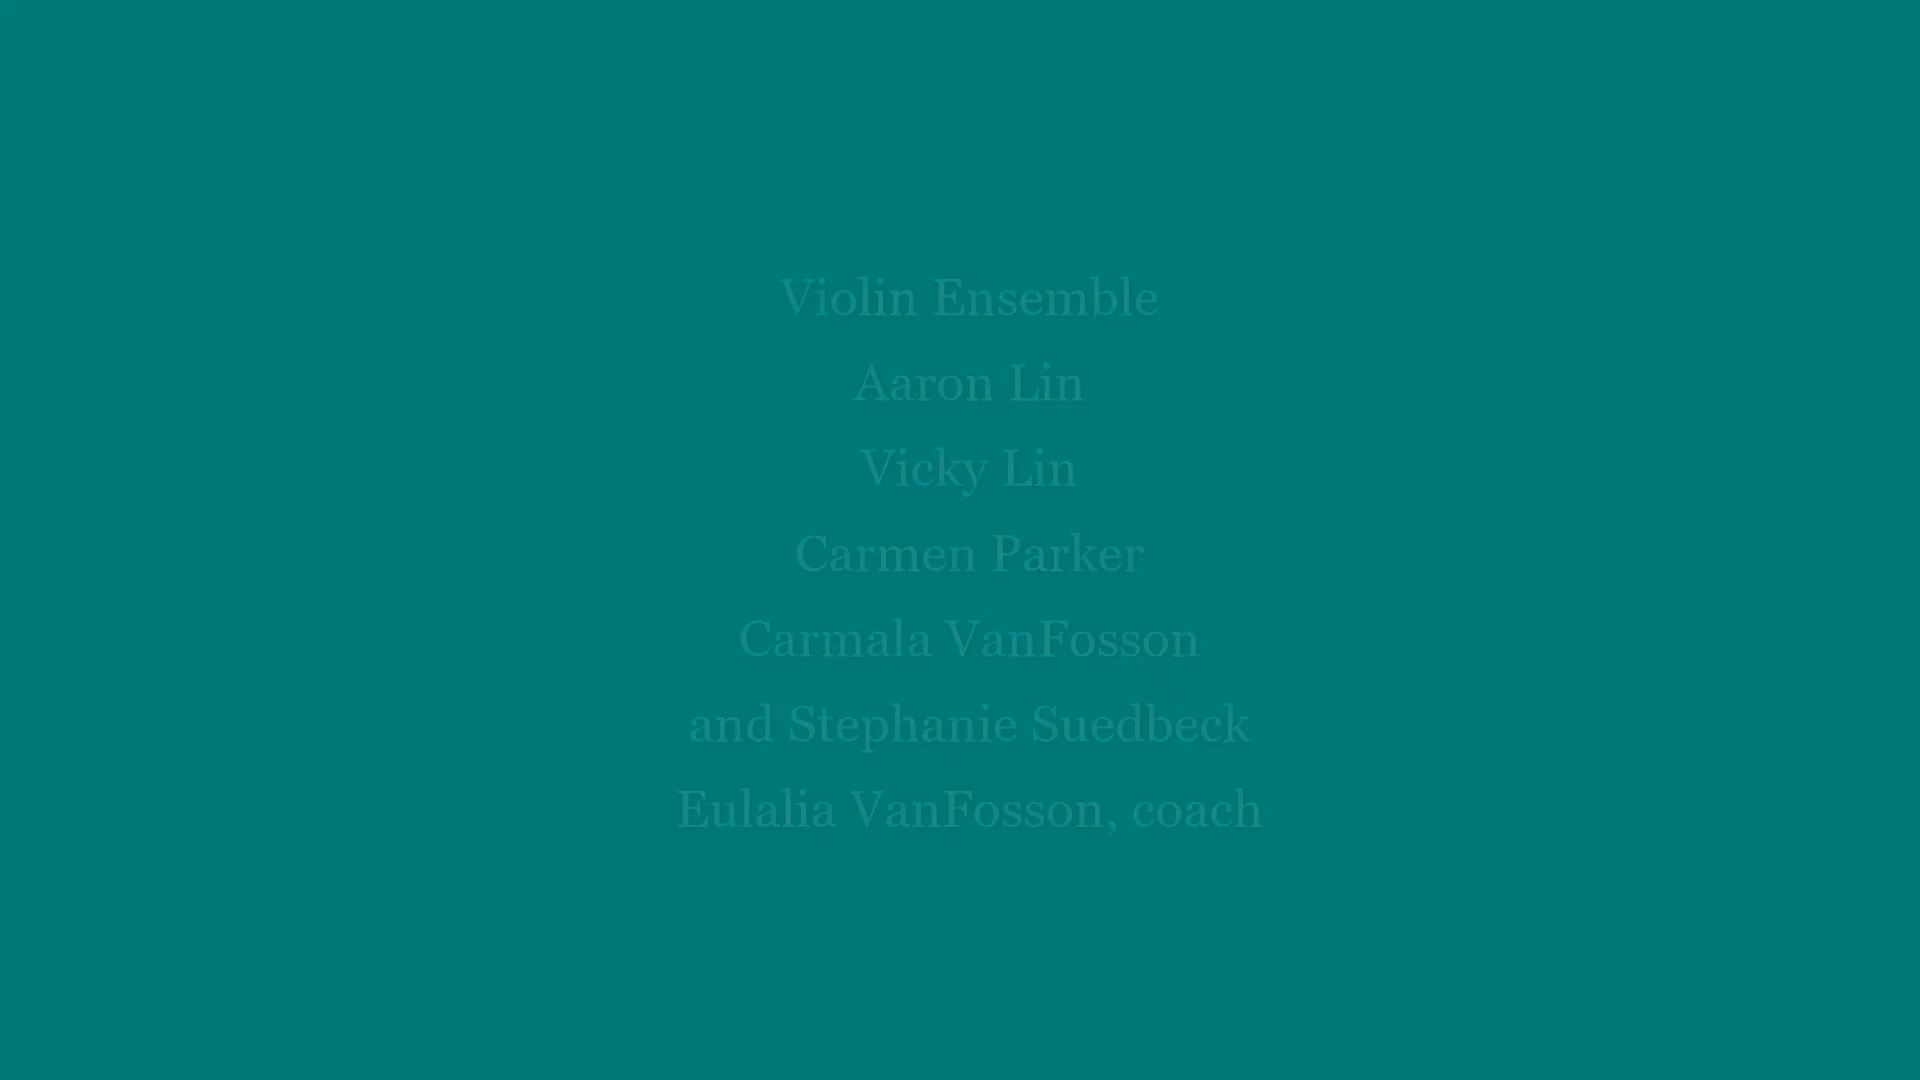 Violin Ensemble
Aaron Lin
Vicky Lin
Carmen Parker
Carmala VanFosson
and Stephanie Suedbeck
Eulalia VanFosson, coach